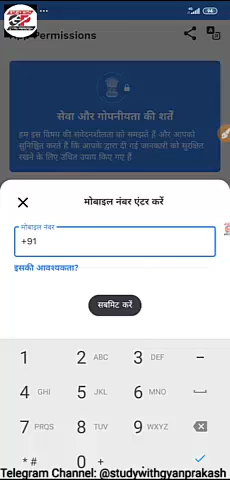 Permissions
सेवा और गोपनीयता की शर्तें
हम इस विषय की संवेदनशीलता को समझते हैं और आपको
सुनिश्चित करते हैं कि आपके द्वारा दी गई जानकारी को सुरक्षित
रखने के लिए उचित उपाय किए गए हैं
मोबाइल नंबर एंटर करें
मोबाइल नंबर
+91
इसकी आवश्यकता?
सबमिट करें
1 2 ABC 3 DEF –
4 GHI 5 JKL 6 MNO
7 PRQS 8 TUV 9 WXYZ
* # 0 +
Telegram Channel: @studywithgyanprakash